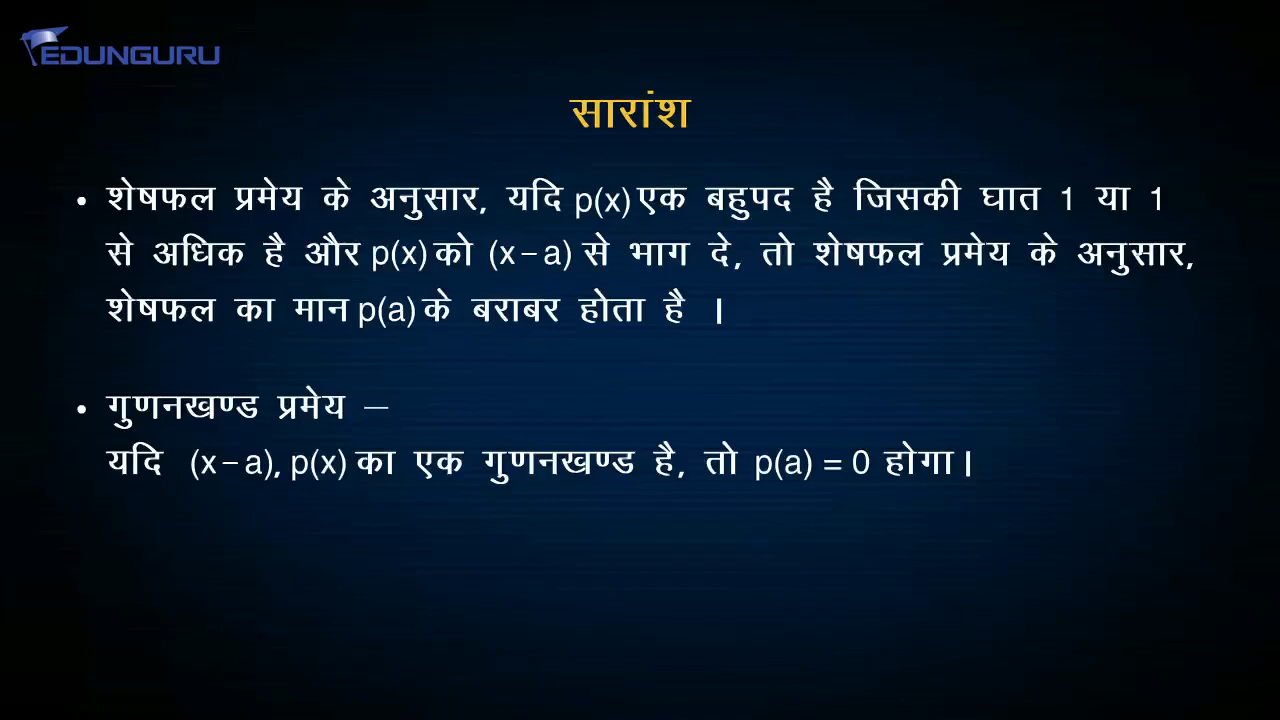 EDUNGURU
सारांश
• शेषफल प्रमेय के अनुसार, यदि p(x) एक बहुपद है जिसकी घात 1 या 1
से अधिक है और p(x) को (x-a) से भाग दे, तो शेषफल प्रमेय के अनुसार,
शेषफल का मान p(a) के बराबर होता है ।
• गुणनखण्ड प्रमेय –
यदि (x-a), p(x) का एक गुणनखण्ड है, तो p(a) = 0 होगा।